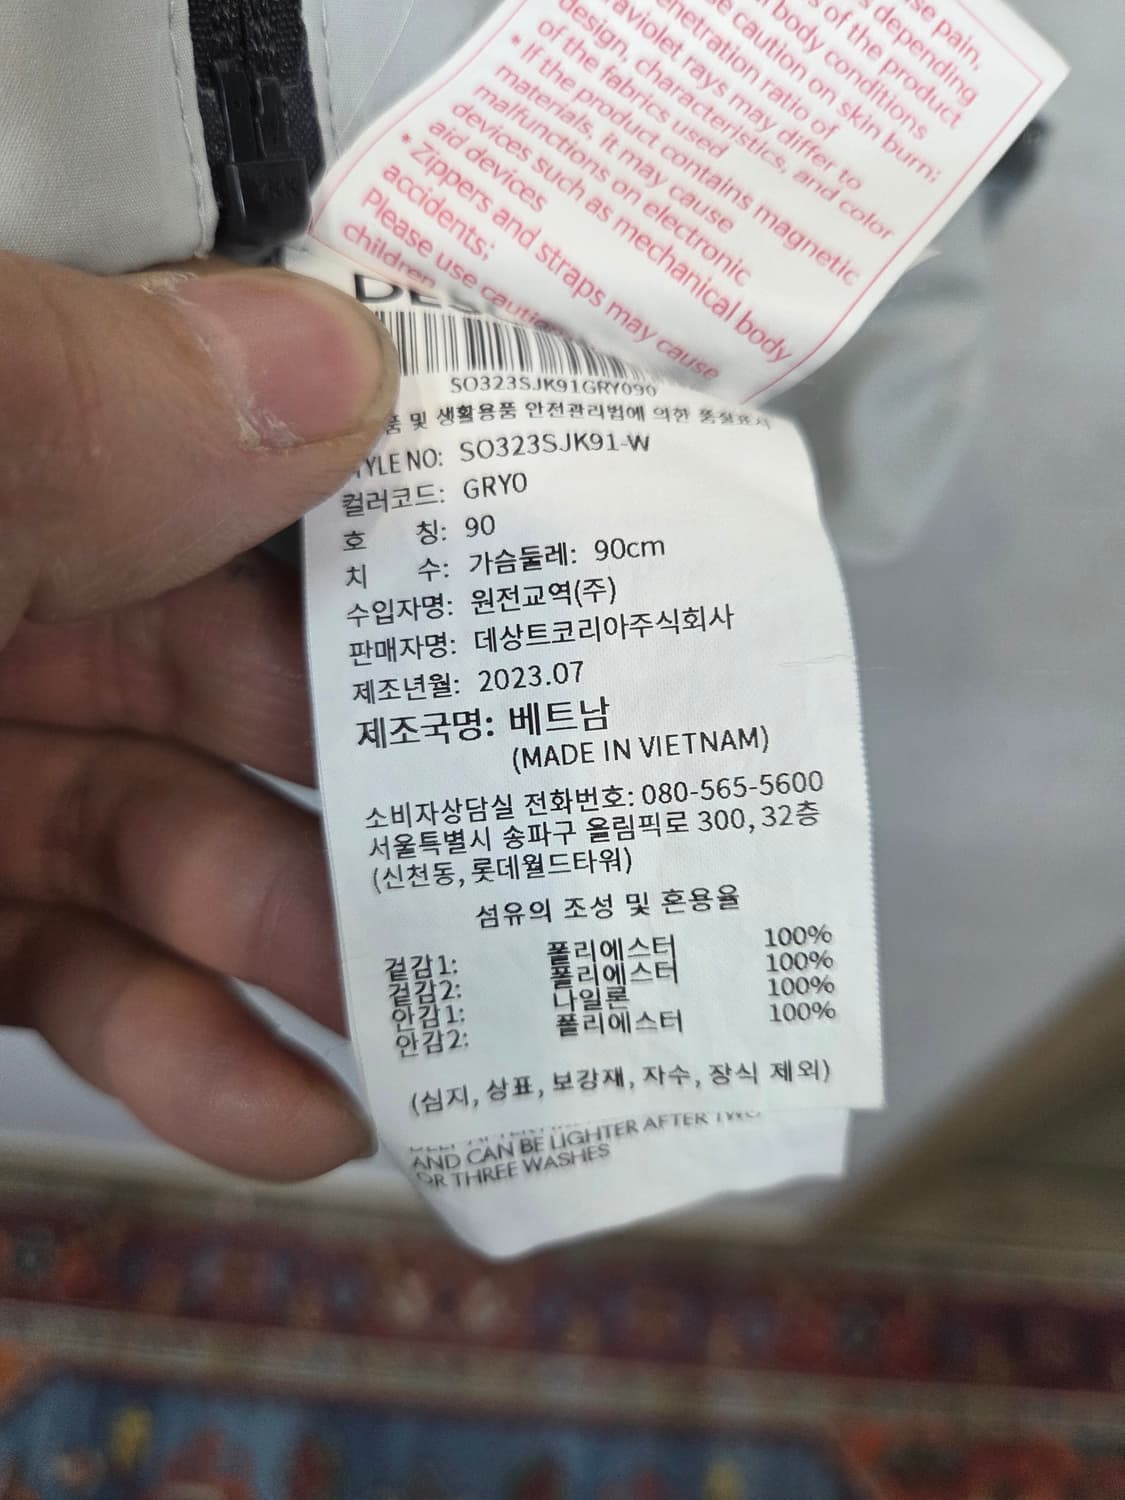 se pain,
s depending
s of the product
body conditions
e caution on skin burn;
enetration ratio of
raviolet rays may differ to
design, characteristics, and color
of the fabrics used
• If the product contains magnetic
materials, it may cause
malfunctions on electronic
devices such as mechanical body
aid devices
• Zippers and straps may cause
accidents;
Please use cautio
children
YKK
DES
SO323SJK91GRY090
품 및 생활용품 안전관리법에 의한 품질표시
YLE NO: SO323SJK91-W
컬러코드: GRY0
호 칭: 90
치 수: 가슴둘레: 90cm
수입자명: 원전교역(주)
판매자명: 데상트코리아주식회사
제조년월: 2023.07
제조국명: 베트남
(MADE IN VIETNAM)
소비자상담실 전화번호: 080-565-5600
서울특별시 송파구 올림픽로 300, 32층
(신천동, 롯데월드타워)
섬유의 조성 및 혼용율
겉감1: 폴리에스터 100%
겉감2: 폴리에스터 100%
안감1: 나일론 100%
안감2: 폴리에스터 100%
(심지, 상표, 보강재, 자수, 장식 제외)
AND CAN BE LIGHTER AFTER TWO
OR THREE WASHES